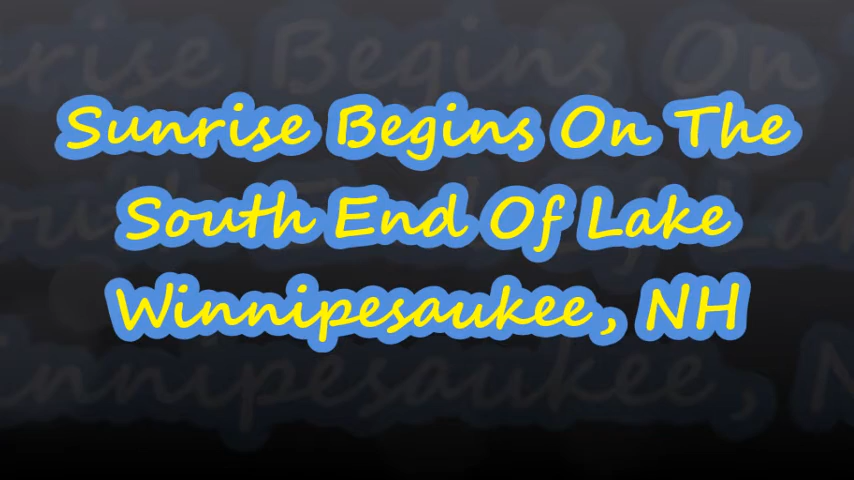 Sunrise Begins On The
South End Of Lake
Winnipesaukee, NH